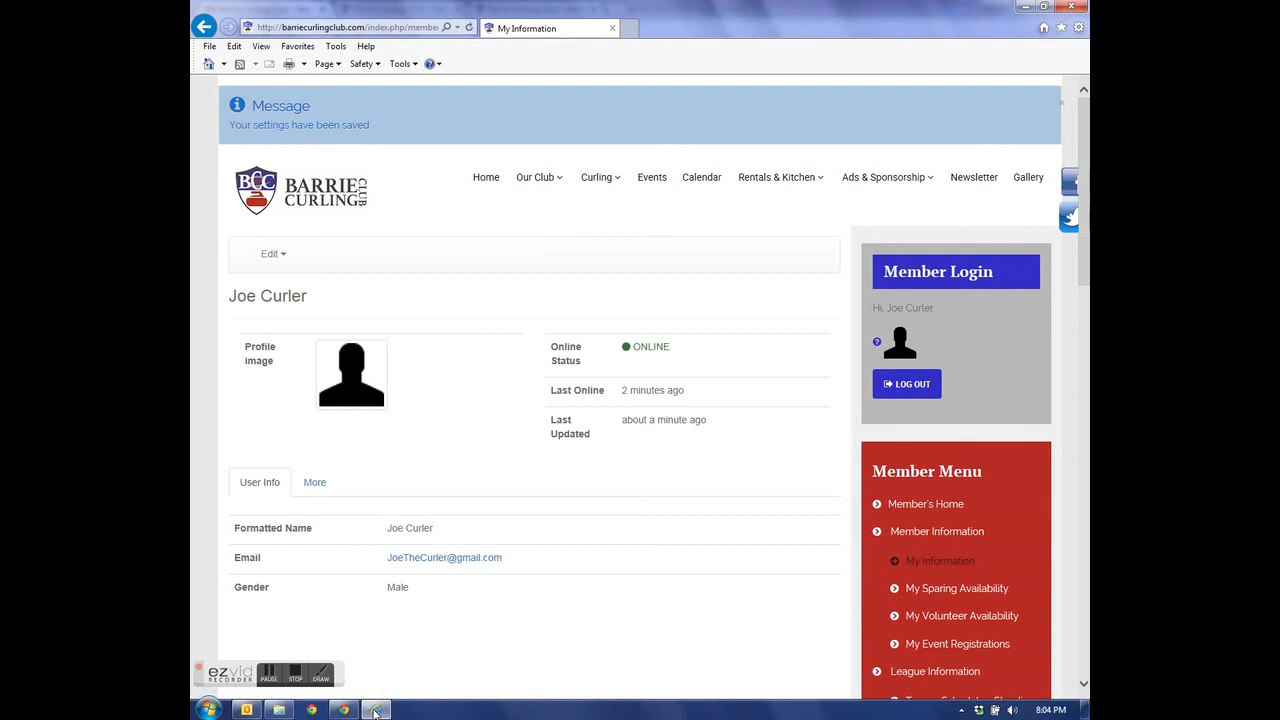 http://barriecurlingclub.com/index.php/membe
My Information
File Edit View Favorites Tools Help
Page Safety Tools
Message
Your settings have been saved
BCC BARRIE CURLING CLUB
Home Our Club Curling Events Calendar Rentals & Kitchen Ads & Sponsorship Newsletter Gallery
Edit
Member Login
Hi, Joe Curler
LOG OUT
Joe Curler
Profile image
Online Status ONLINE
Last Online 2 minutes ago
Last Updated about a minute ago
User Info More
Formatted Name Joe Curler
Email JoeTheCurler@gmail.com
Gender Male
Member Menu
Member's Home
Member Information
My Information
My Sparing Availability
My Volunteer Availability
My Event Registrations
League Information
ezvid
RECORDER
PAUSE STOP DRAW
8:04 PM